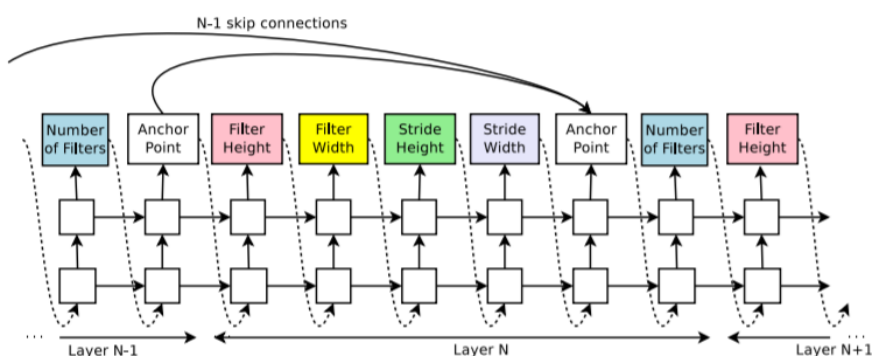 N-1 skip connections
Number
of Filters
Anchor
Point
Filter
Height
Filter
Width
Stride
Height
Stride
Width
Anchor
Point
Number
of Filters
Filter
Height
...
Layer N-1
Layer N
Layer N+1
...